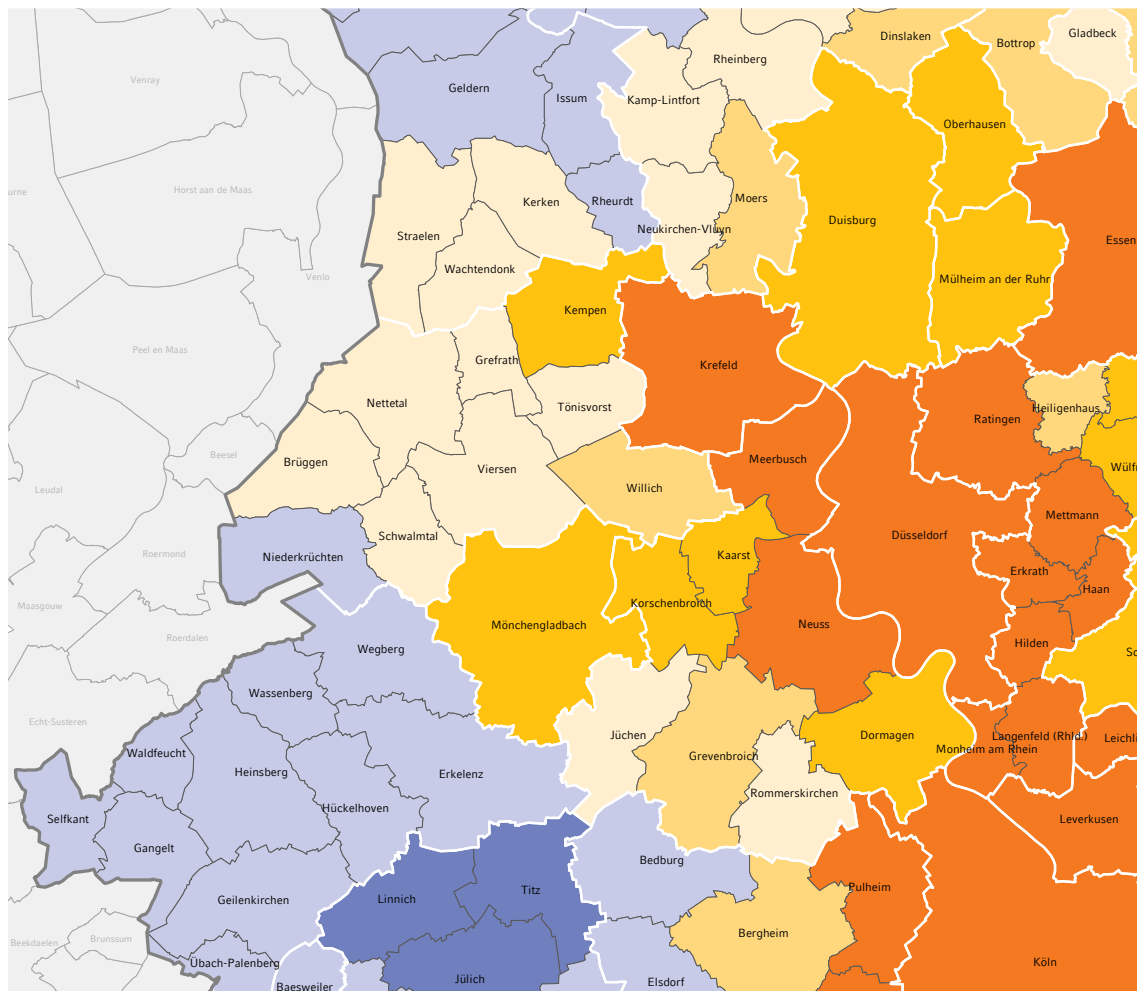 Gladbeck
Dinslaken
Bottrop
Rheinberg
Venray
Geldern
Issum
Kamp-Lintfort
Oberhausen
urne
Horst aan de Maas
Kerken
Rheurdt
Moers
Duisburg
Neukirchen-Vluyn
Straelen
Essen
Wachtendonk
Venlo
Mülheim an der Ruhr
Kempen
Peel en Maas
Grefrath
Krefeld
Nettetal
Tönisvorst
Heiligenhaus
Ratingen
Beesel
Brüggen
Meerbusch
Viersen
Wülfr
Leudal
Willich
Mettmann
Schwalmtal
Düsseldorf
Roermond
Niederkrüchten
Kaarst
Erkrath
Haan
Maasgouw
Korschenbroich
Mönchengladbach
Neuss
Roerdalen
Wegberg
Hilden
Sc
Wassenberg
Echt-Susteren
Jüchen
Dormagen
Langenfeld (Rhld.)
Leichli
Monheim am Rhein
Waldfeucht
Grevenbroich
Heinsberg
Erkelenz
Rommerskirchen
Hückelhoven
Selfkant
Leverkusen
Gangelt
Bedburg
Pulheim
Titz
Linnich
Geilenkirchen
Bergheim
Beekdaelen
Brunssum
Übach-Palenberg
Köln
Jülich
Elsdorf
Baesweiler